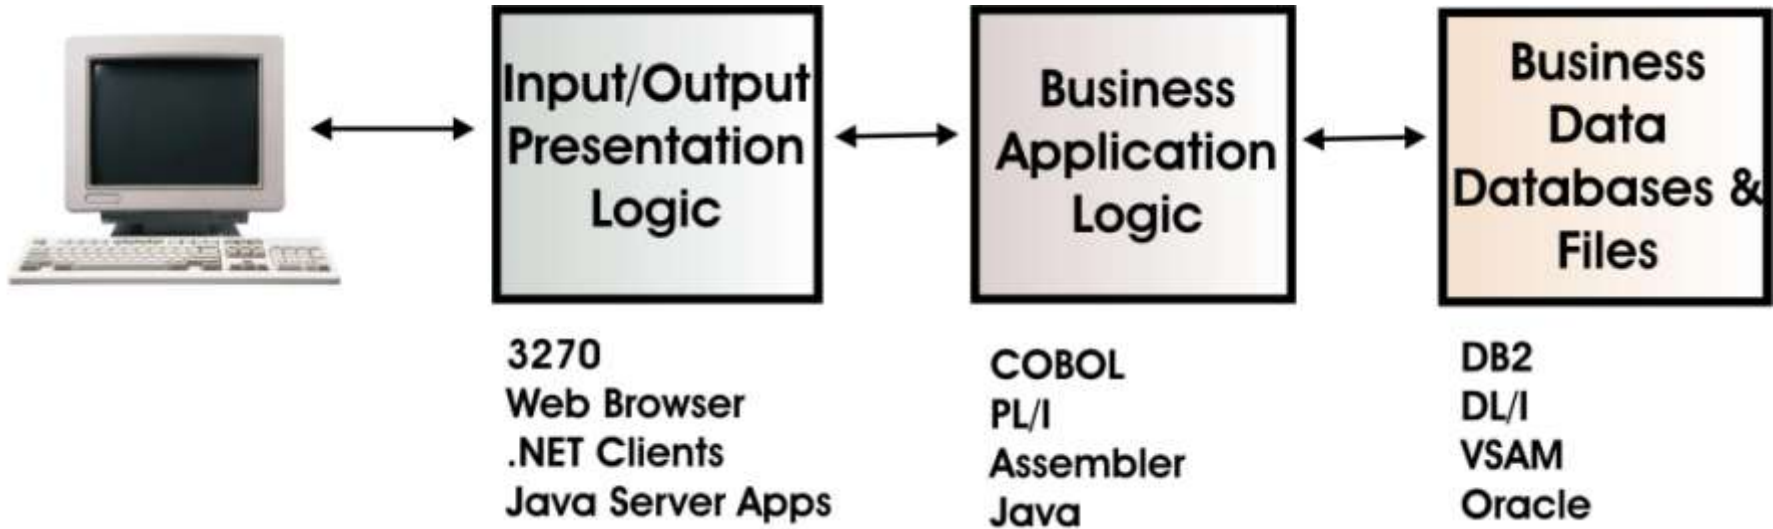 Input/Output
Presentation
Logic
Business
Application
Logic
Business
Data
Databases &
Files
3270
Web Browser
.NET Clients
Java Server Apps
COBOL
PL/I
Assembler
Java
DB2
DL/I
VSAM
Oracle